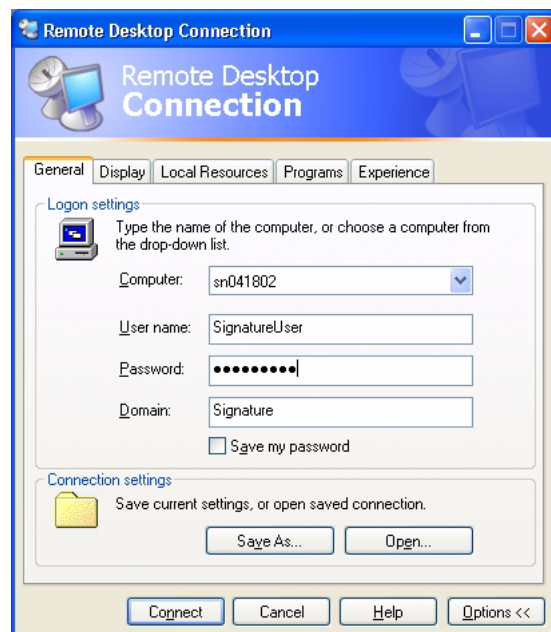 Remote Desktop Connection
Remote Desktop
Connection
General Display Local Resources Programs Experience
Logon settings
Type the name of the computer, or choose a computer from
the drop-down list.
Computer: sn041802
User name: SignatureUser
Password: •••••••••
Domain: Signature
Save my password
Connection settings
Save current settings, or open saved connection.
Save As... Open...
Connect Cancel Help Options <<